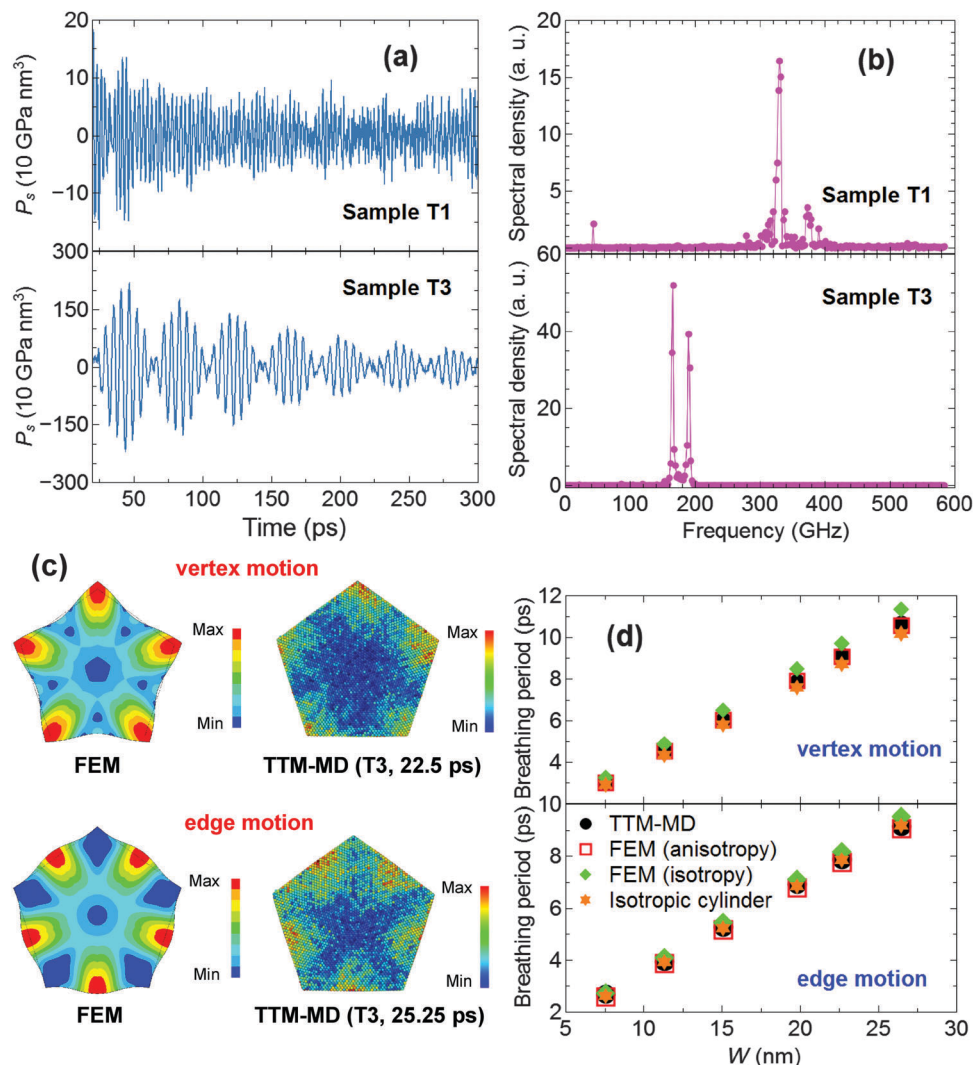 (a)
20
10
0
−10
300
P_s (10 GPa nm³)
Sample T1
300
150
0
−150
−300
P_s (10 GPa nm³)
Sample T3
50 100 150 200 250 300
Time (ps)
(b)
20
15
10
5
60
Spectral density (a. u.)
Sample T1
40
20
0
Spectral density (a. u.)
Sample T3
0 100 200 300 400 500 600
Frequency (GHz)
(c)
vertex motion
Max
Min
Max
Min
FEM
TTM-MD (T3, 22.5 ps)
edge motion
Max
Min
Max
Min
FEM
TTM-MD (T3, 25.25 ps)
(d)
12
10
8
6
4
10
Breathing period (ps)
vertex motion
8
6
4
2
Breathing period (ps)
TTM-MD
FEM (anisotropy)
FEM (isotropy)
Isotropic cylinder
edge motion
5 10 15 20 25 30
W (nm)